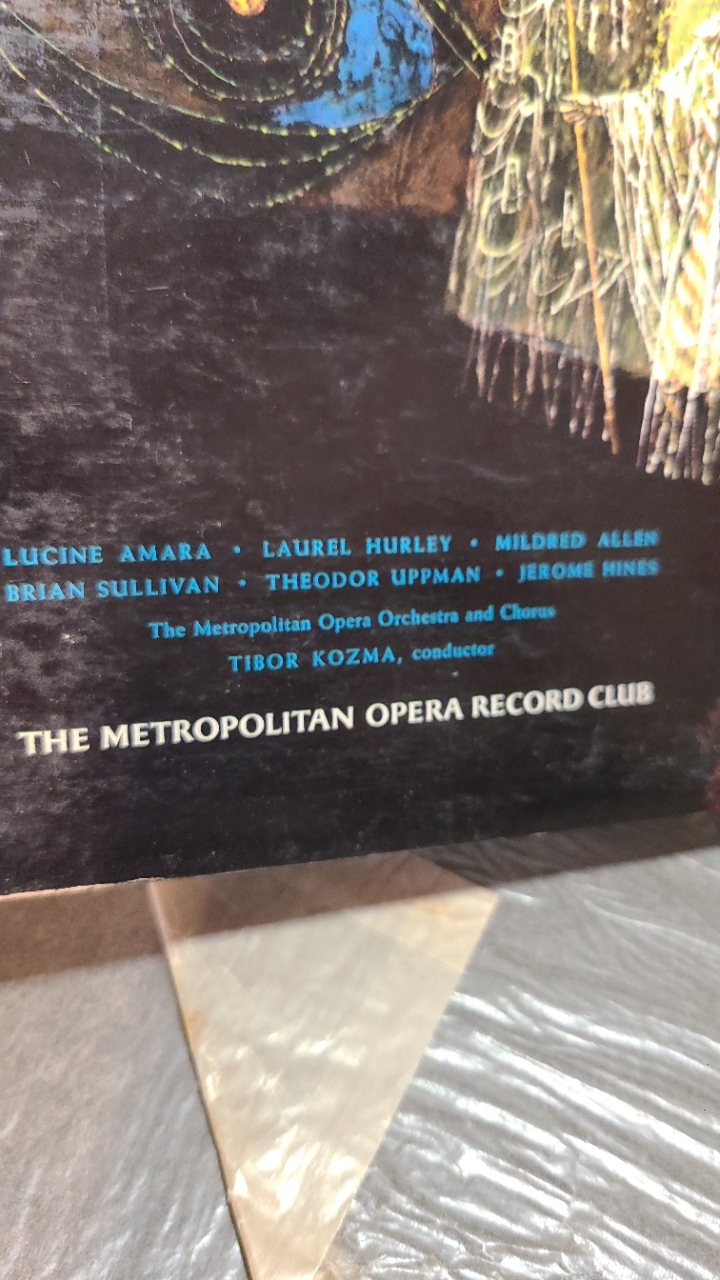 LUCINE AMARA • LAUREL HURLEY • MILDRED ALLEN
BRIAN SULLIVAN • THEODOR UPPMAN • JEROME HINES
The Metropolitan Opera Orchestra and Chorus
TIBOR KOZMA, conductor
THE METROPOLITAN OPERA RECORD CLUB